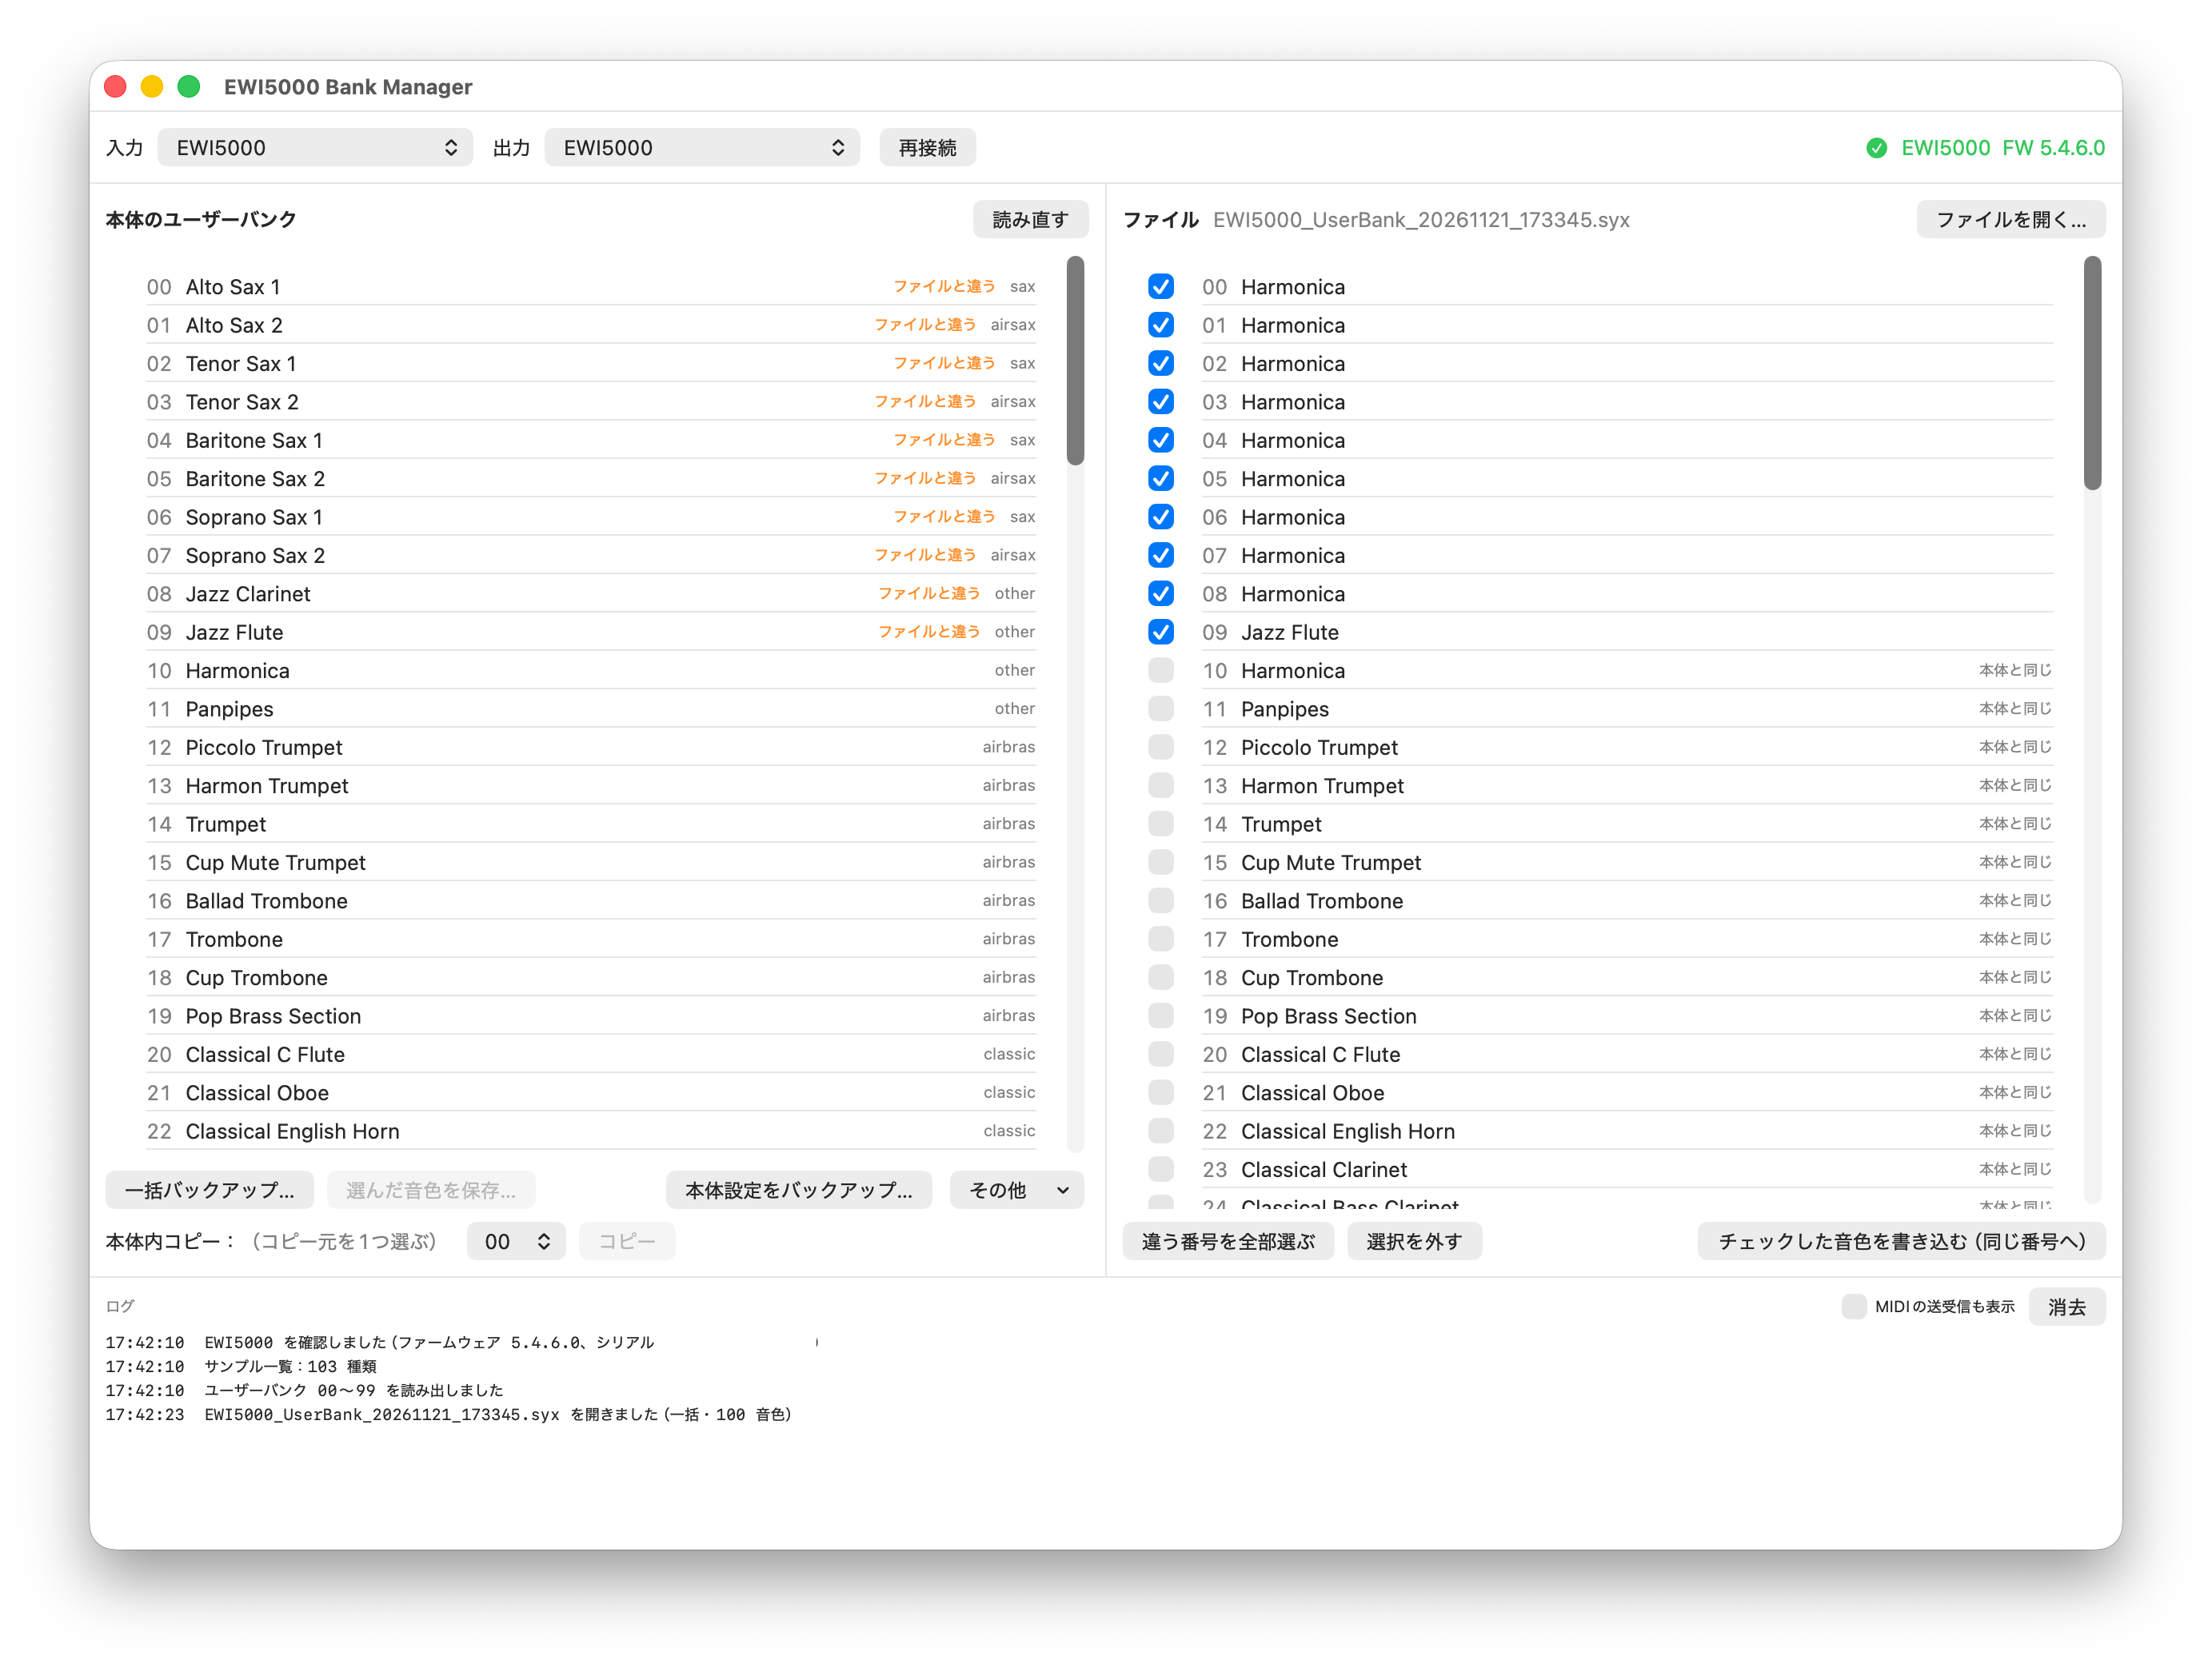 EWI5000 Bank Manager
入力 EWI5000 出力 EWI5000 再接続 EWI5000 FW 5.4.6.0
本体のユーザーバンク 読み直す
00 Alto Sax 1 ファイルと違う sax
01 Alto Sax 2 ファイルと違う airsax
02 Tenor Sax 1 ファイルと違う sax
03 Tenor Sax 2 ファイルと違う airsax
04 Baritone Sax 1 ファイルと違う sax
05 Baritone Sax 2 ファイルと違う airsax
06 Soprano Sax 1 ファイルと違う sax
07 Soprano Sax 2 ファイルと違う airsax
08 Jazz Clarinet ファイルと違う other
09 Jazz Flute ファイルと違う other
10 Harmonica other
11 Panpipes other
12 Piccolo Trumpet airbras
13 Harmon Trumpet airbras
14 Trumpet airbras
15 Cup Mute Trumpet airbras
16 Ballad Trombone airbras
17 Trombone airbras
18 Cup Trombone airbras
19 Pop Brass Section airbras
20 Classical C Flute classic
21 Classical Oboe classic
22 Classical English Horn classic
一括バックアップ... 選んだ音色を保存... 本体設定をバックアップ... その他
本体内コピー： （コピー元を1つ選ぶ） 00 コピー
ファイル EWI5000_UserBank_20261121_173345.syx ファイルを開く...
00 Harmonica
01 Harmonica
02 Harmonica
03 Harmonica
04 Harmonica
05 Harmonica
06 Harmonica
07 Harmonica
08 Harmonica
09 Jazz Flute
10 Harmonica 本体と同じ
11 Panpipes 本体と同じ
12 Piccolo Trumpet 本体と同じ
13 Harmon Trumpet 本体と同じ
14 Trumpet 本体と同じ
15 Cup Mute Trumpet 本体と同じ
16 Ballad Trombone 本体と同じ
17 Trombone 本体と同じ
18 Cup Trombone 本体と同じ
19 Pop Brass Section 本体と同じ
20 Classical C Flute 本体と同じ
21 Classical Oboe 本体と同じ
22 Classical English Horn 本体と同じ
23 Classical Clarinet 本体と同じ
24 Classical Bass Clarinet 本体と同じ
違う番号を全部選ぶ 選択を外す チェックした音色を書き込む（同じ番号へ）
ログ MIDIの送受信も表示 消去
17:42:10 EWI5000 を確認しました（ファームウェア 5.4.6.0、シリアル ）
17:42:10 サンプル一覧：103 種類
17:42:10 ユーザーバンク 00〜99 を読み出しました
17:42:23 EWI5000_UserBank_20261121_173345.syx を開きました（一括・100 音色）